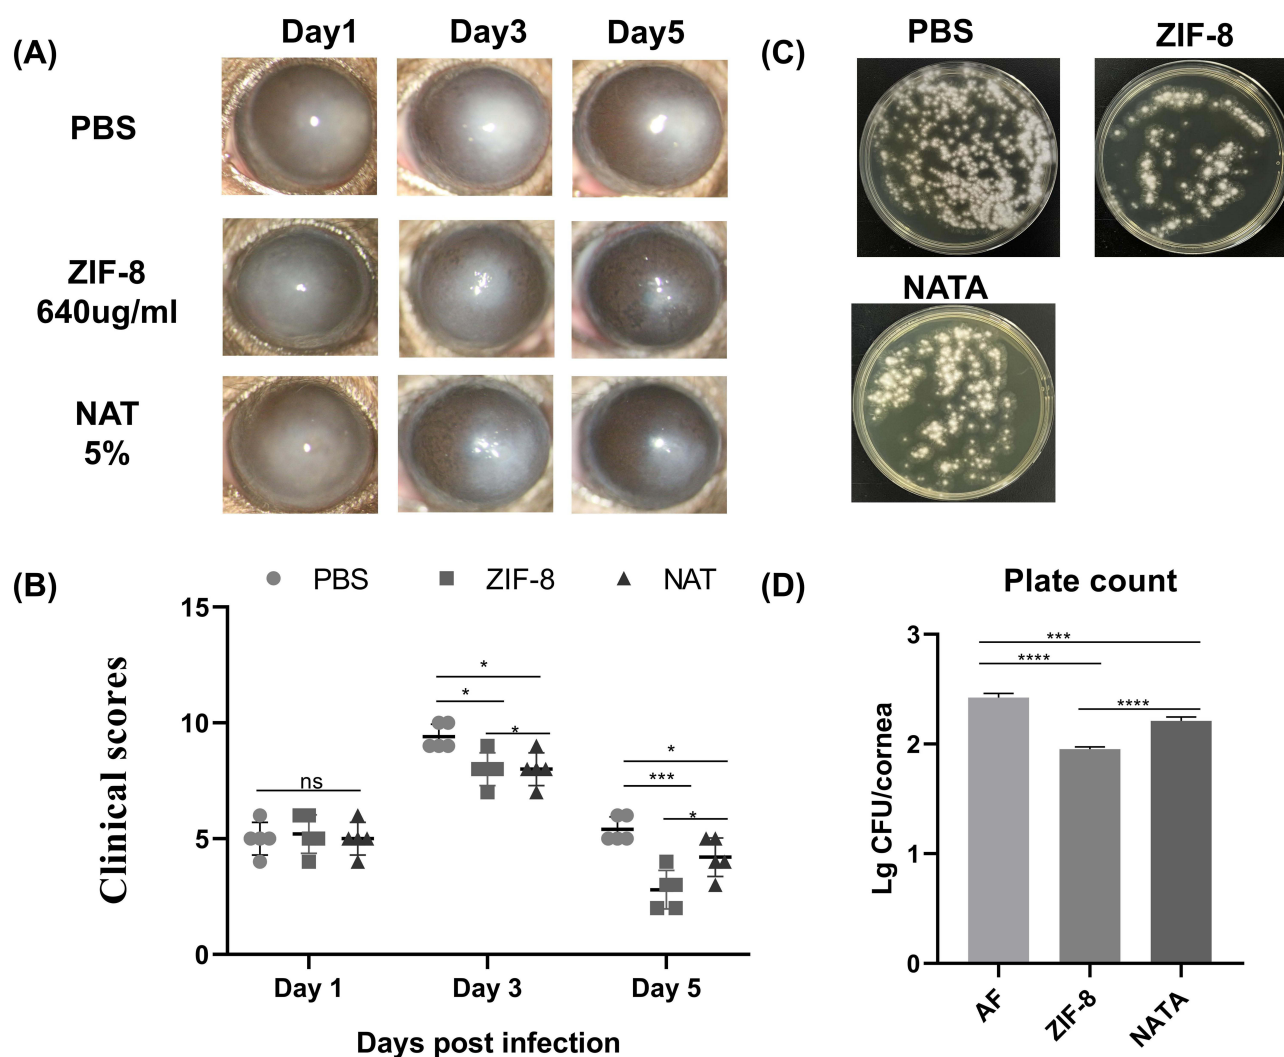 (A)
Day1 Day3 Day5
PBS
ZIF-8
640ug/ml
NAT
5%
(C)
PBS ZIF-8
NATA
(B)
PBS ZIF-8 NAT
Clinical scores
15
10
5
0
ns
*
*
*
*
***
*
Day 1 Day 3 Day 5
Days post infection
(D)
Plate count
Lg CFU/cornea
3
2
1
0
***
****
****
AF ZIF-8 NATA